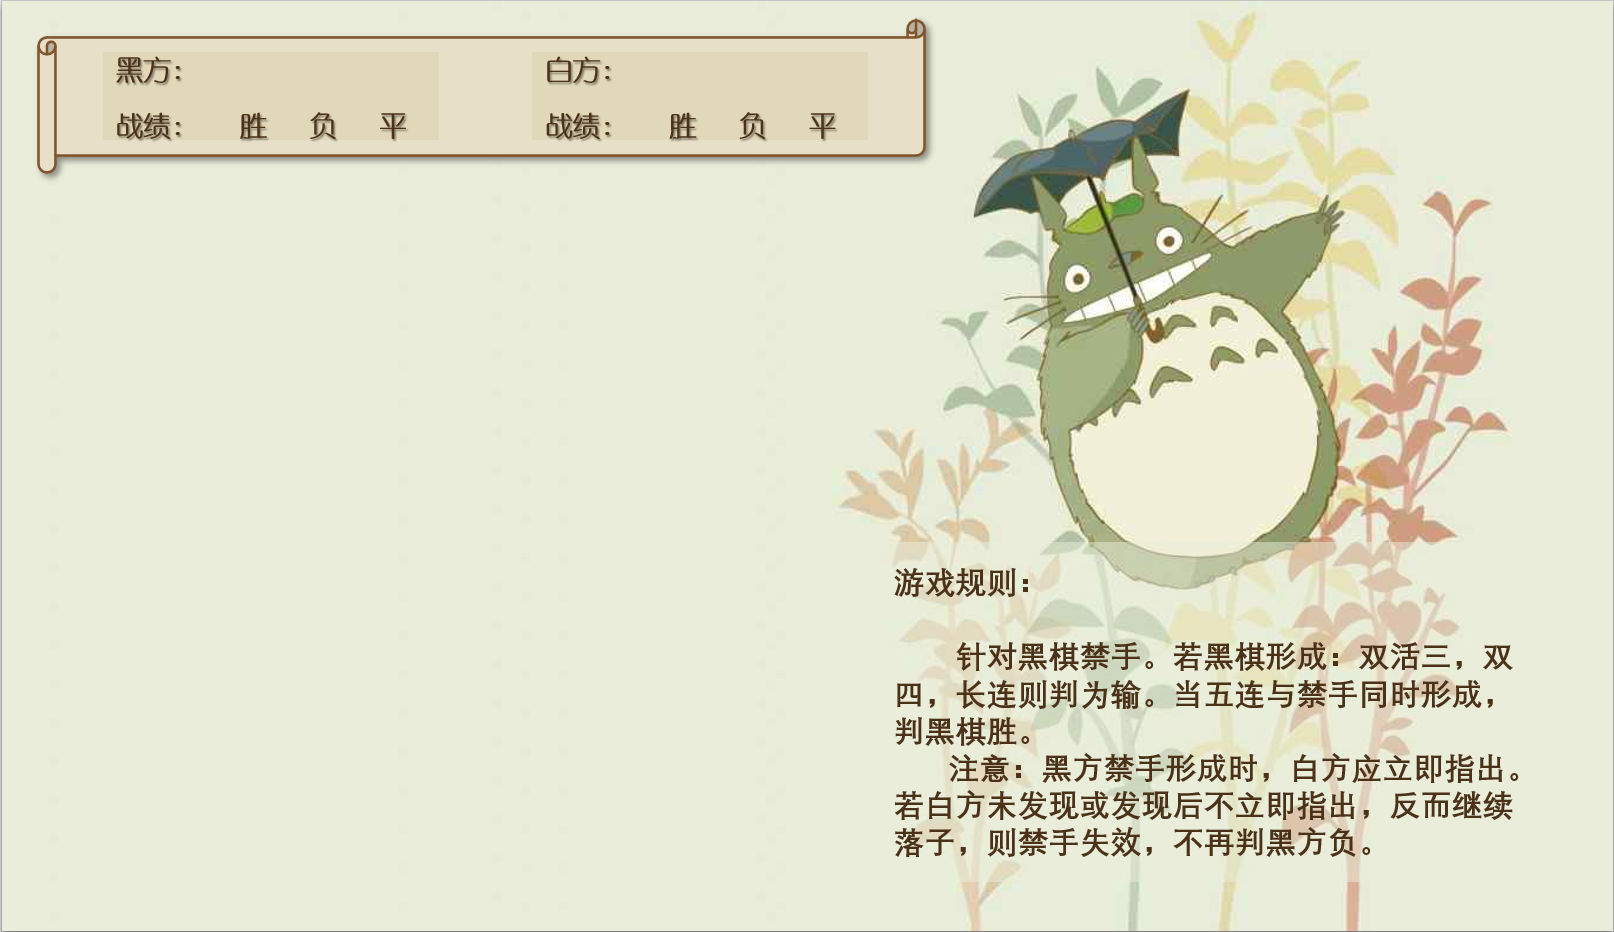 黑方： 白方：
战绩： 胜 负 平 战绩： 胜 负 平
游戏规则：
针对黑棋禁手。若黑棋形成：双活三，双
四，长连则判为输。当五连与禁手同时形成，
判黑棋胜。
注意：黑方禁手形成时，白方应立即指出。
若白方未发现或发现后不立即指出，反而继续
落子，则禁手失效，不再判黑方负。